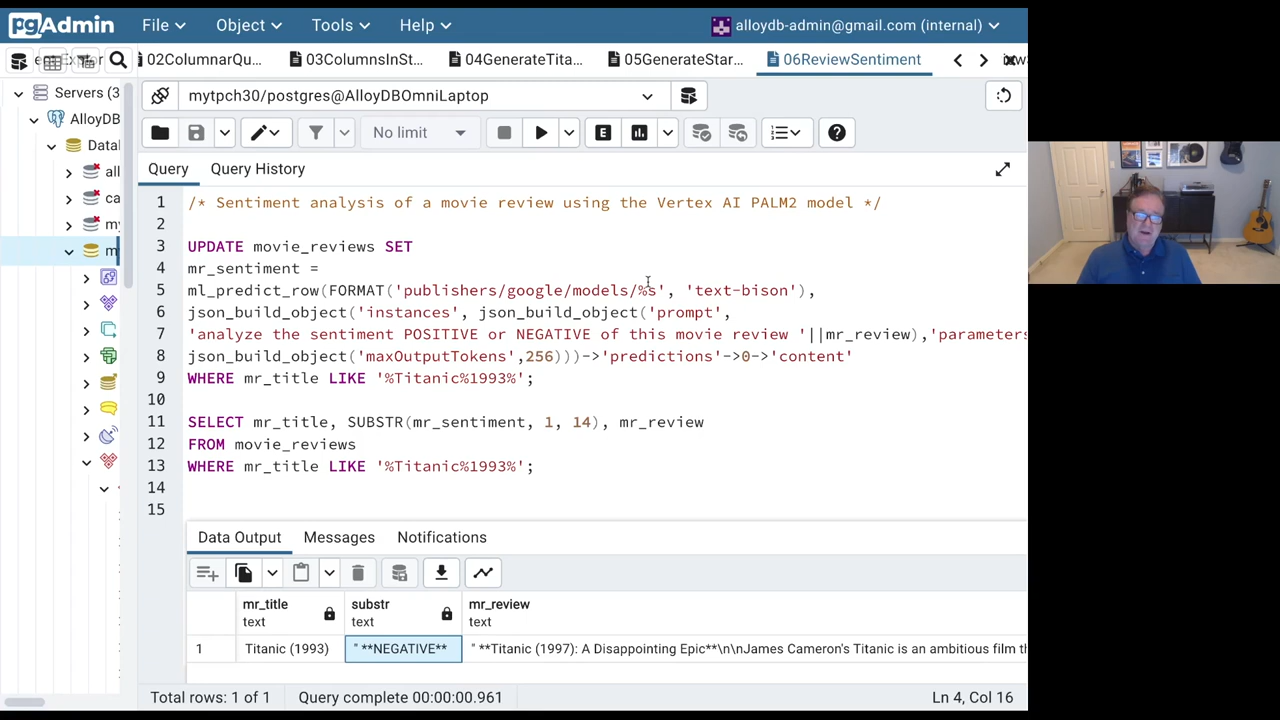 pgAdmin File Object Tools Help alloydb-admin@gmail.com (internal)
02ColumnarQu... 03ColumnsInSt... 04GenerateTita... 05GenerateStar... 06ReviewSentiment
Servers (3
mytpch30/postgres@AlloyDBOmniLaptop
AlloyDB
No limit
E
Datal
all
Query Query History
ca
my
m
1 /* Sentiment analysis of a movie review using the Vertex AI PALM2 model */
2
3 UPDATE movie_reviews SET
4 mr_sentiment =
5 ml_predict_row(FORMAT('publishers/google/models/%s', 'text-bison'),
6 json_build_object('instances', json_build_object('prompt',
7 'analyze the sentiment POSITIVE or NEGATIVE of this movie review '||mr_review),'parameters
8 json_build_object('maxOutputTokens',256)))->'predictions'->0->'content'
9 WHERE mr_title LIKE '%Titanic%1993%';
10
11 SELECT mr_title, SUBSTR(mr_sentiment, 1, 14), mr_review
12 FROM movie_reviews
13 WHERE mr_title LIKE '%Titanic%1993%';
14
15
Data Output Messages Notifications
mr_title substr mr_review
text text text
1 Titanic (1993) " **NEGATIVE** " **Titanic (1997): A Disappointing Epic**\n\nJames Cameron's Titanic is an ambitious film th
Total rows: 1 of 1 Query complete 00:00:00.961 Ln 4, Col 16